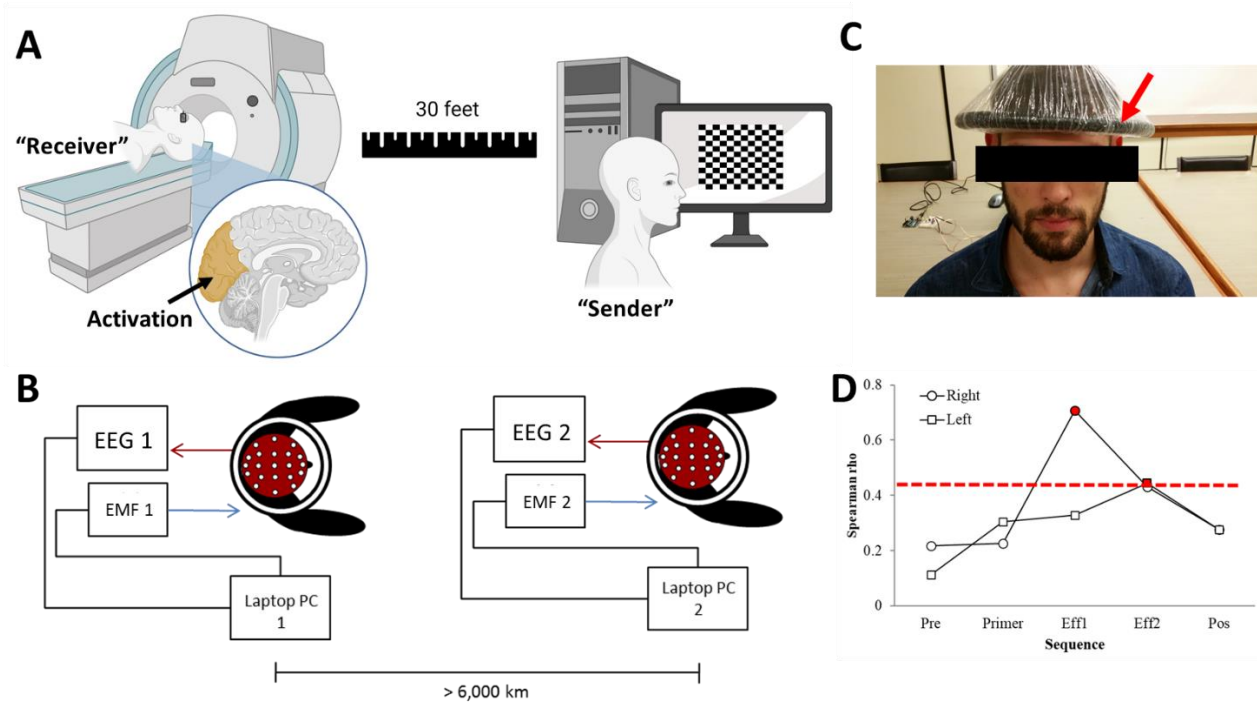 A
"Receiver"
Activation
30 feet
"Sender"
C
B
EEG 1
EMF 1
Laptop PC
1
EEG 2
EMF 2
Laptop PC
2
> 6,000 km
D
0.8
0.6
0.4
0.2
0
Spearman rho
Right
Left
Pre
Primer
Eff1
Eff2
Pos
Sequence